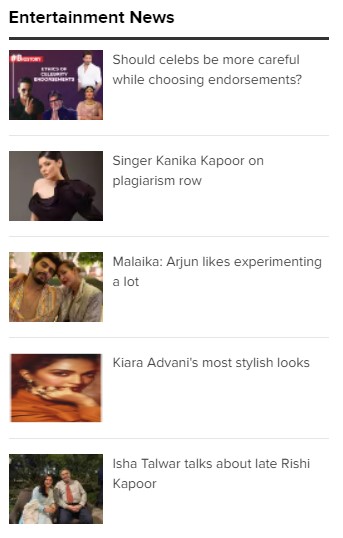 Entertainment News
ETHICS OF
CELEBRITY
ENDORSEMENTS
Should celebs be more careful
while choosing endorsements?
Singer Kanika Kapoor on
plagiarism row
Malaika: Arjun likes experimenting
a lot
Kiara Advani's most stylish looks
Isha Talwar talks about late Rishi
Kapoor